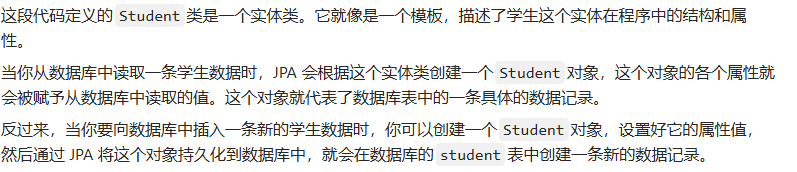 这段代码定义的 Student 类是一个实体类。它就像是一个模板，描述了学生这个实体在程序中的结构和属
性。
当你从数据库中读取一条学生数据时，JPA 会根据这个实体类创建一个 Student 对象，这个对象的各个属性就
会被赋予从数据库中读取的值。这个对象就代表了数据库表中的一条具体的数据记录。
反过来，当你要向数据库中插入一条新的学生数据时，你可以创建一个 Student 对象，设置好它的属性值，
然后通过 JPA 将这个对象持久化到数据库中，就会在数据库的 student 表中创建一条新的数据记录。